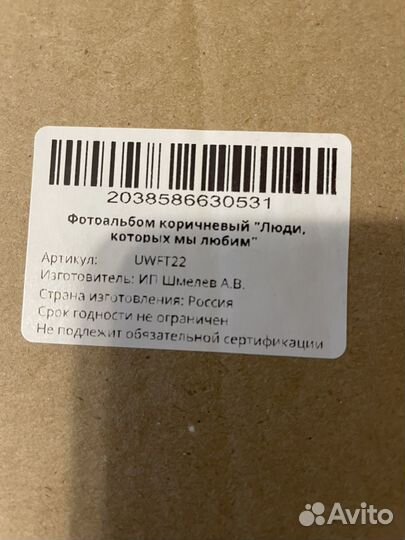 2038586630531
Фотоальбом коричневый "Люди,
которых мы любим"
Артикул: UWFT22
Изготовитель: ИП Шмелев А.В.
Страна изготовления: Россия
Срок годности не ограничен
Не подлежит обязательной сертификации
Avito